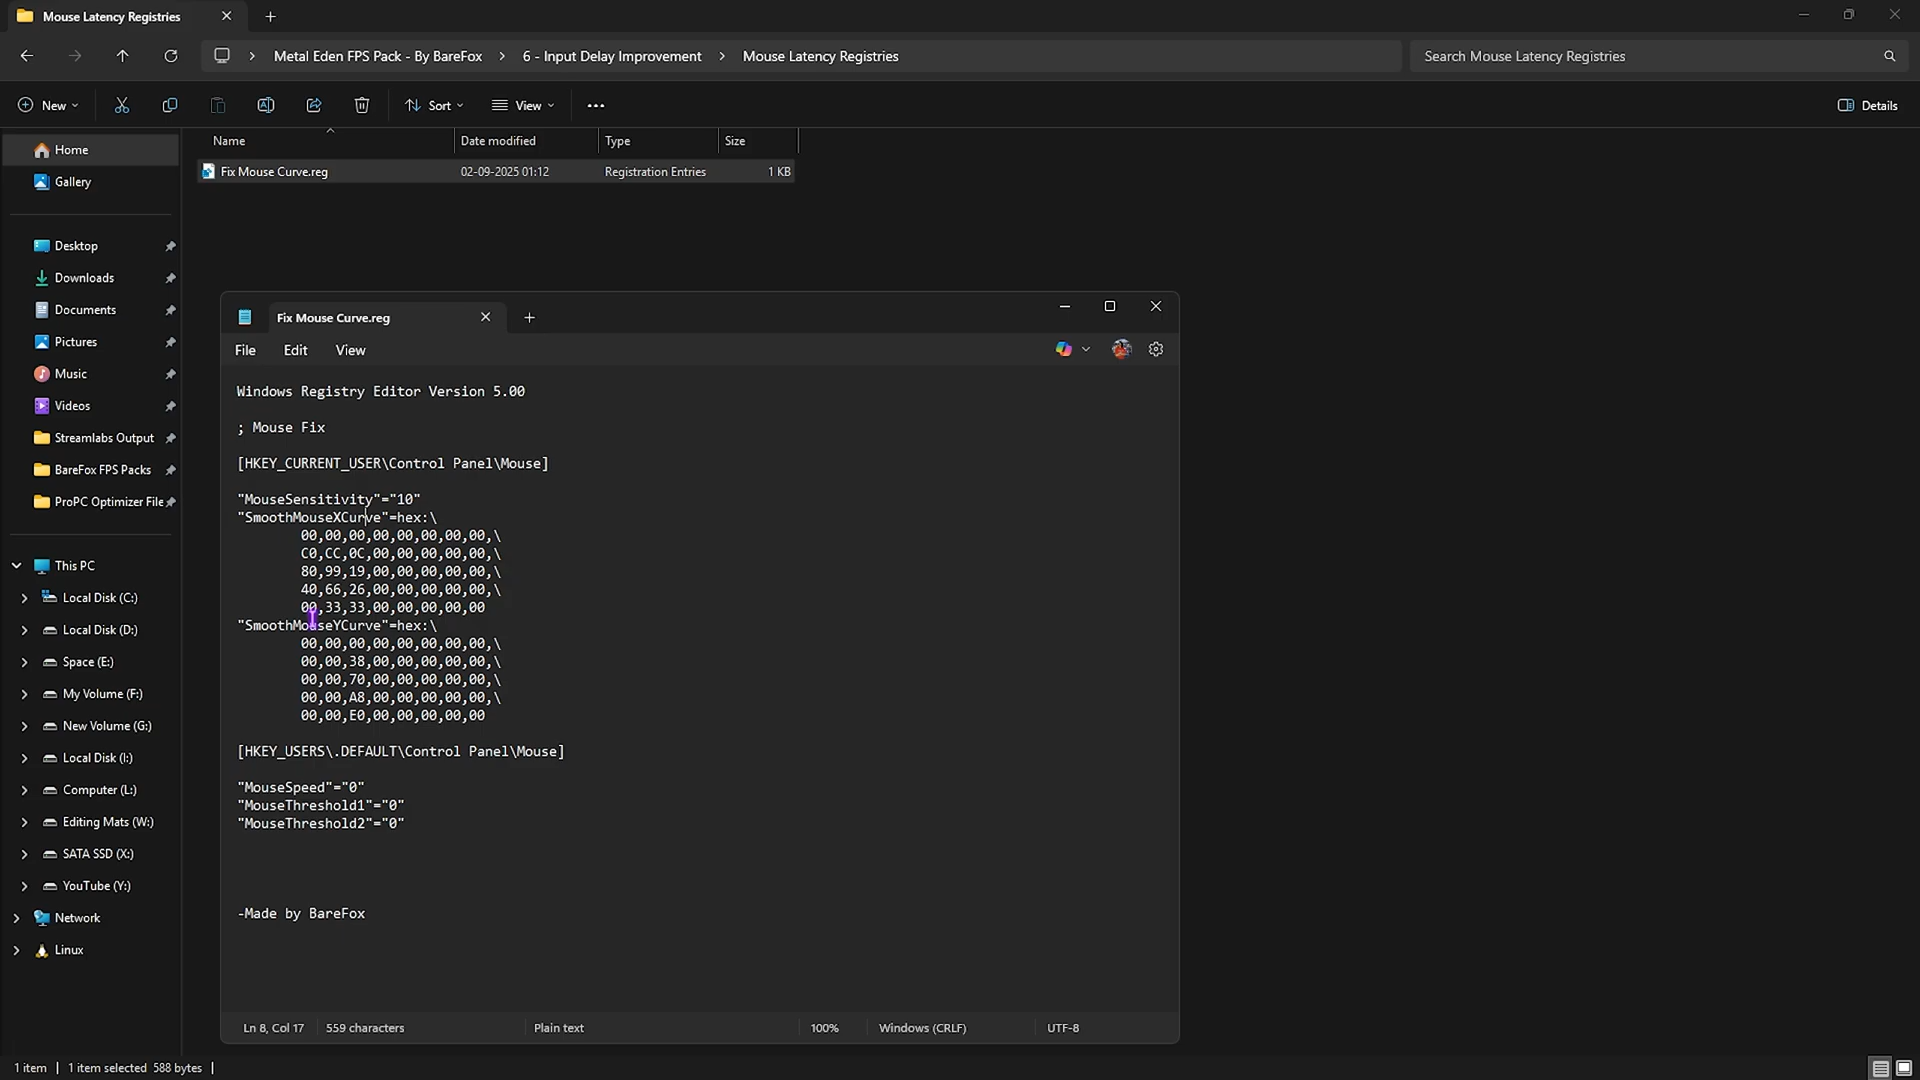 Mouse Latency Registries
Metal Eden FPS Pack - By BareFox > 6 - Input Delay Improvement > Mouse Latency Registries
Search Mouse Latency Registries
New
Sort
View
Details
Name
Date modified
Type
Size
Fix Mouse Curve.reg
02-09-2025 01:12
Registration Entries
1 KB
Home
Gallery
Desktop
Downloads
Documents
Pictures
Music
Videos
Streamlabs Output
BareFox FPS Packs
ProPC Optimizer File
This PC
Local Disk (C:)
Local Disk (D:)
Space (E:)
My Volume (F:)
New Volume (G:)
Local Disk (I:)
Computer (L:)
Editing Mats (W:)
SATA SSD (X:)
YouTube (Y:)
Network
Linux
Fix Mouse Curve.reg
File Edit View
Windows Registry Editor Version 5.00
; Mouse Fix
[HKEY_CURRENT_USER\Control Panel\Mouse]
"MouseSensitivity"="10"
"SmoothMouseXCurve"=hex:\
00,00,00,00,00,00,00,00,\
C0,CC,0C,00,00,00,00,00,\
80,99,19,00,00,00,00,00,\
40,66,26,00,00,00,00,00,\
00,33,33,00,00,00,00,00
"SmoothMouseYCurve"=hex:\
00,00,00,00,00,00,00,00,\
00,00,38,00,00,00,00,00,\
00,00,70,00,00,00,00,00,\
00,00,A8,00,00,00,00,00,\
00,00,E0,00,00,00,00,00
[HKEY_USERS\.DEFAULT\Control Panel\Mouse]
"MouseSpeed"="0"
"MouseThreshold1"="0"
"MouseThreshold2"="0"
-Made by BareFox
Ln 8, Col 17
559 characters
Plain text
100%
Windows (CRLF)
UTF-8
1 item
1 item selected 588 bytes